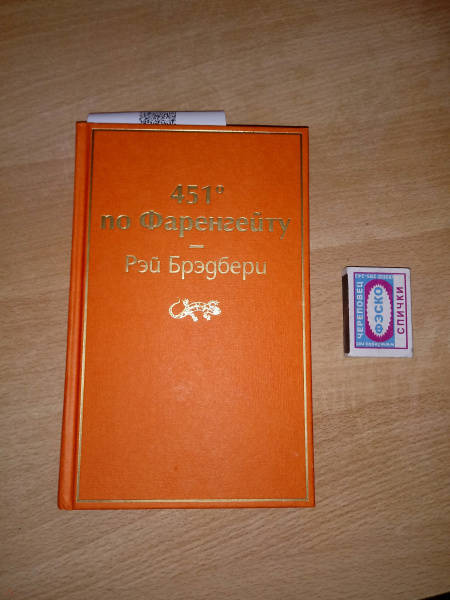 451°
по Фаренгейту
Рэй Брэдбери
ЧЕРЕПОВЕЦ
ФЭСКО
СПИЧКИ